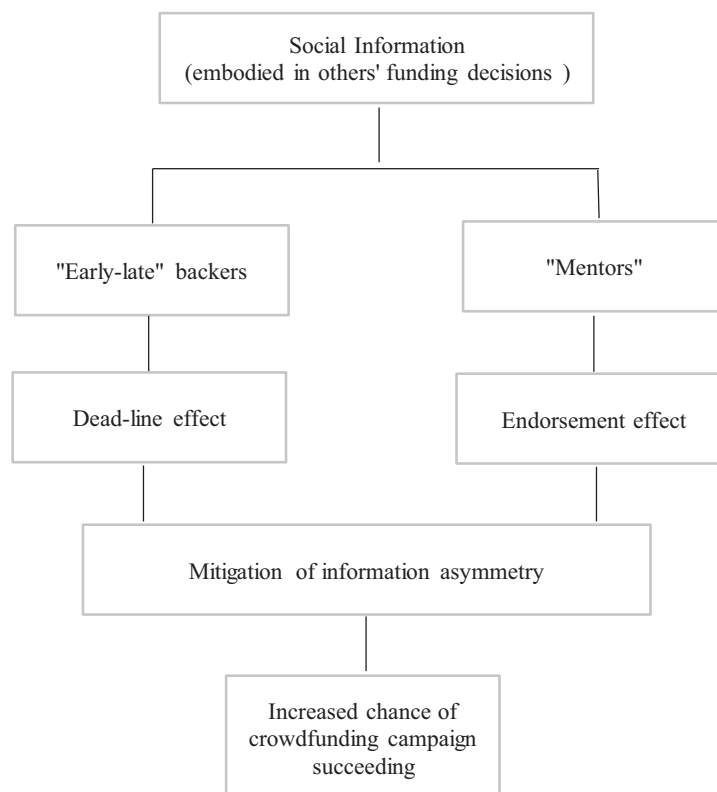 Social Information
(embodied in others' funding decisions )
"Early-late" backers
"Mentors"
Dead-line effect
Endorsement effect
Mitigation of information asymmetry
Increased chance of
crowdfunding campaign
succeeding